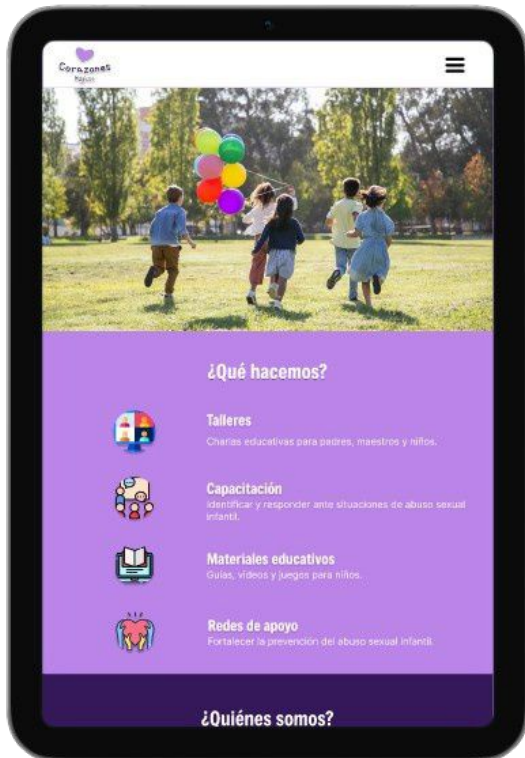 Corazones
¿Qué hacemos?
Talleres
Charlas educativas para padres, maestros y niños.
Capacitación
Identificar y responder ante situaciones de abuso sexual
infantil.
Materiales educativos
Guías, videos y juegos para niños.
Redes de apoyo
Fortalecer la prevención del abuso sexual infantil.
¿Quiénes somos?